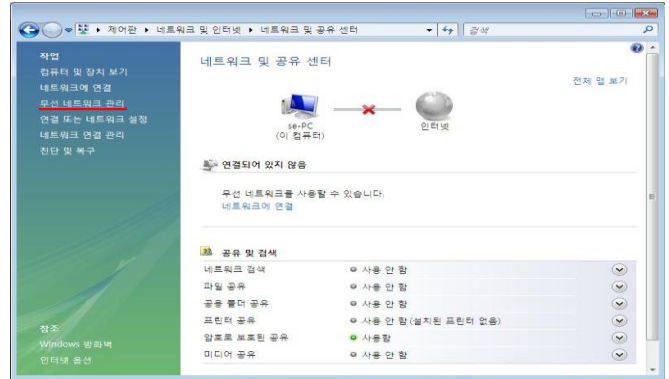 제어판 ▸ 네트워크 및 인터넷 ▸ 네트워크 및 공유 센터
검색
작업
컴퓨터 및 장치 보기
네트워크에 연결
무선 네트워크 관리
연결 또는 네트워크 설정
네트워크 연결 관리
진단 및 복구
네트워크 및 공유 센터
전체 맵 보기
se-PC
(이 컴퓨터)
인터넷
연결되어 있지 않음
무선 네트워크를 사용할 수 있습니다.
네트워크에 연결
공유 및 검색
네트워크 검색 사용 안 함
파일 공유 사용 안 함
공용 폴더 공유 사용 안 함
프린터 공유 사용 안 함(설치된 프린터 없음)
암호로 보호된 공유 사용함
미디어 공유 사용 안 함
참조
Windows 방화벽
인터넷 옵션